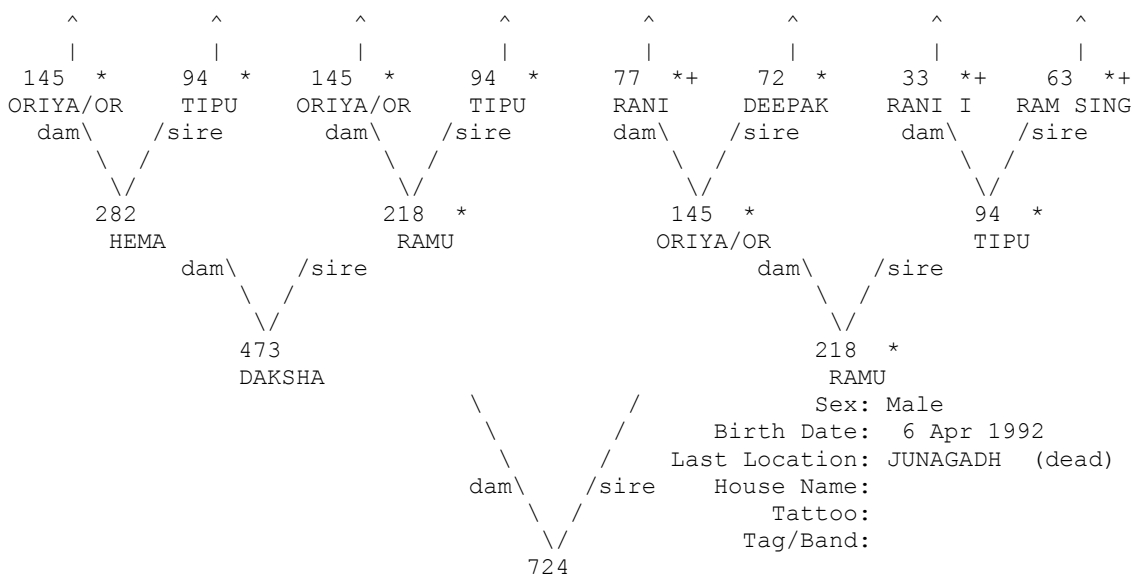 ^ ^ ^ ^ ^ ^ ^ ^
| | | | | | | |
145 * 94 * 145 * 94 * 77 *+ 72 * 33 *+ 63 *+
ORIYA/OR TIPU ORIYA/OR TIPU RANI DEEPAK RANI I RAM SING
dam\ /sire dam\ /sire dam\ /sire dam\ /sire
\ / \ / \ / \ /
\/ \/ \/ \/
282 218 * 145 * 94 *
HEMA RAMU ORIYA/OR TIPU
dam\ /sire dam\ /sire
\ / \ /
\/ \/
473 218 *
DAKSHA RAMU
\ / Sex: Male
\ / Birth Date: 6 Apr 1992
\ / Last Location: JUNAGADH (dead)
dam\ /sire House Name:
\ / Tattoo:
\/ Tag/Band:
724